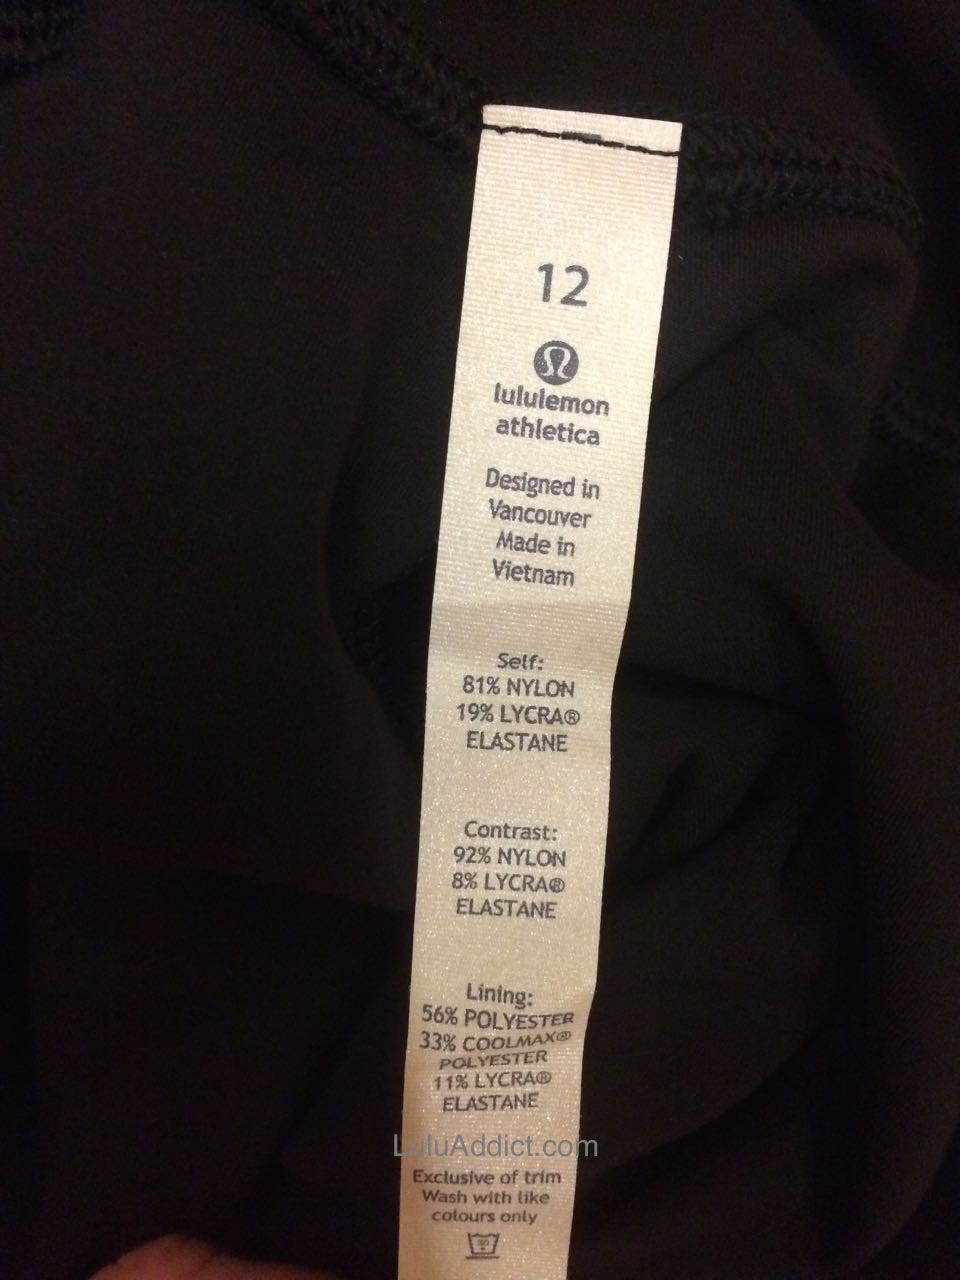 12
lululemon
athletica
Designed in
Vancouver
Made in
Vietnam
Self:
81% NYLON
19% LYCRA®
ELASTANE
Contrast:
92% NYLON
8% LYCRA®
ELASTANE
Lining:
56% POLYESTER
33% COOLMAX®
POLYESTER
11% LYCRA®
ELASTANE
LuluAddict.com
Exclusive of trim
Wash with like
colours only
30